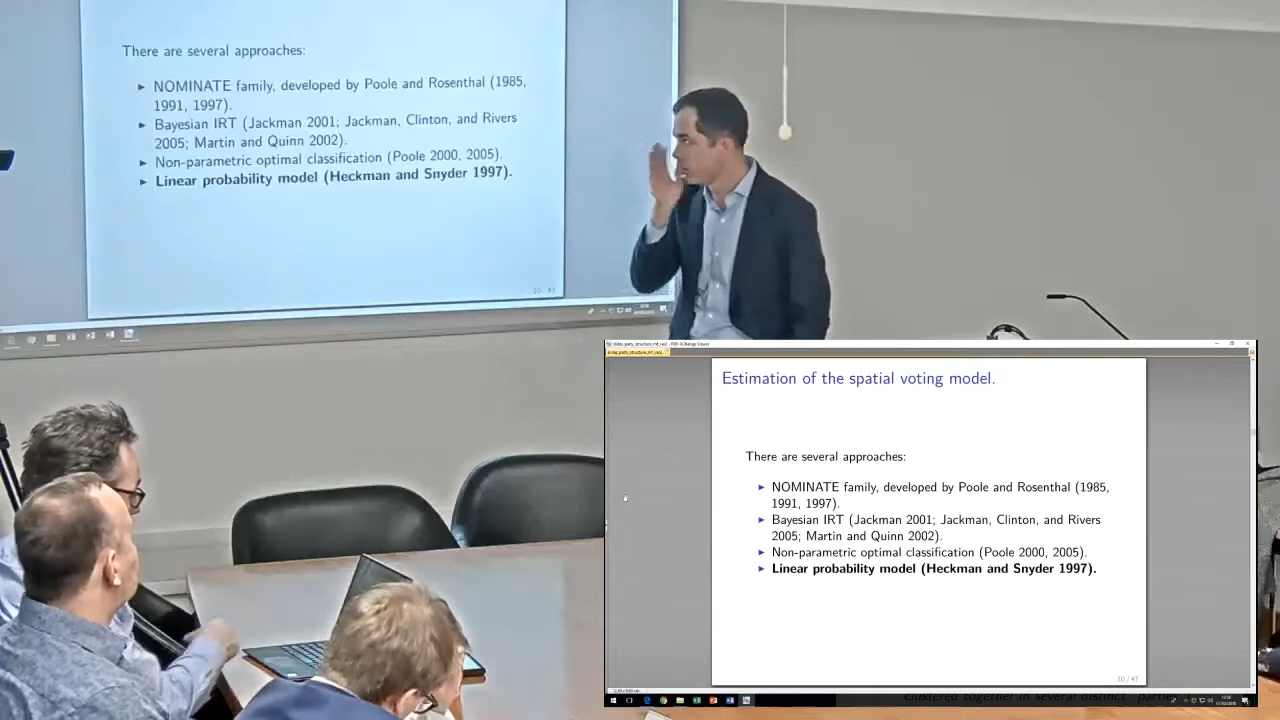 There are several approaches:
► NOMINATE family, developed by Poole and Rosenthal (1985,
1991, 1997).
► Bayesian IRT (Jackman 2001; Jackman, Clinton, and Rivers
2005; Martin and Quinn 2002).
► Non-parametric optimal classification (Poole 2000, 2005).
► Linear probability model (Heckman and Snyder 1997).
Estimation of the spatial voting model.
There are several approaches:
► NOMINATE family, developed by Poole and Rosenthal (1985,
1991, 1997).
► Bayesian IRT (Jackman 2001; Jackman, Clinton, and Rivers
2005; Martin and Quinn 2002).
► Non-parametric optimal classification (Poole 2000, 2005).
► Linear probability model (Heckman and Snyder 1997).
10 / 47
clustered together in several distinct